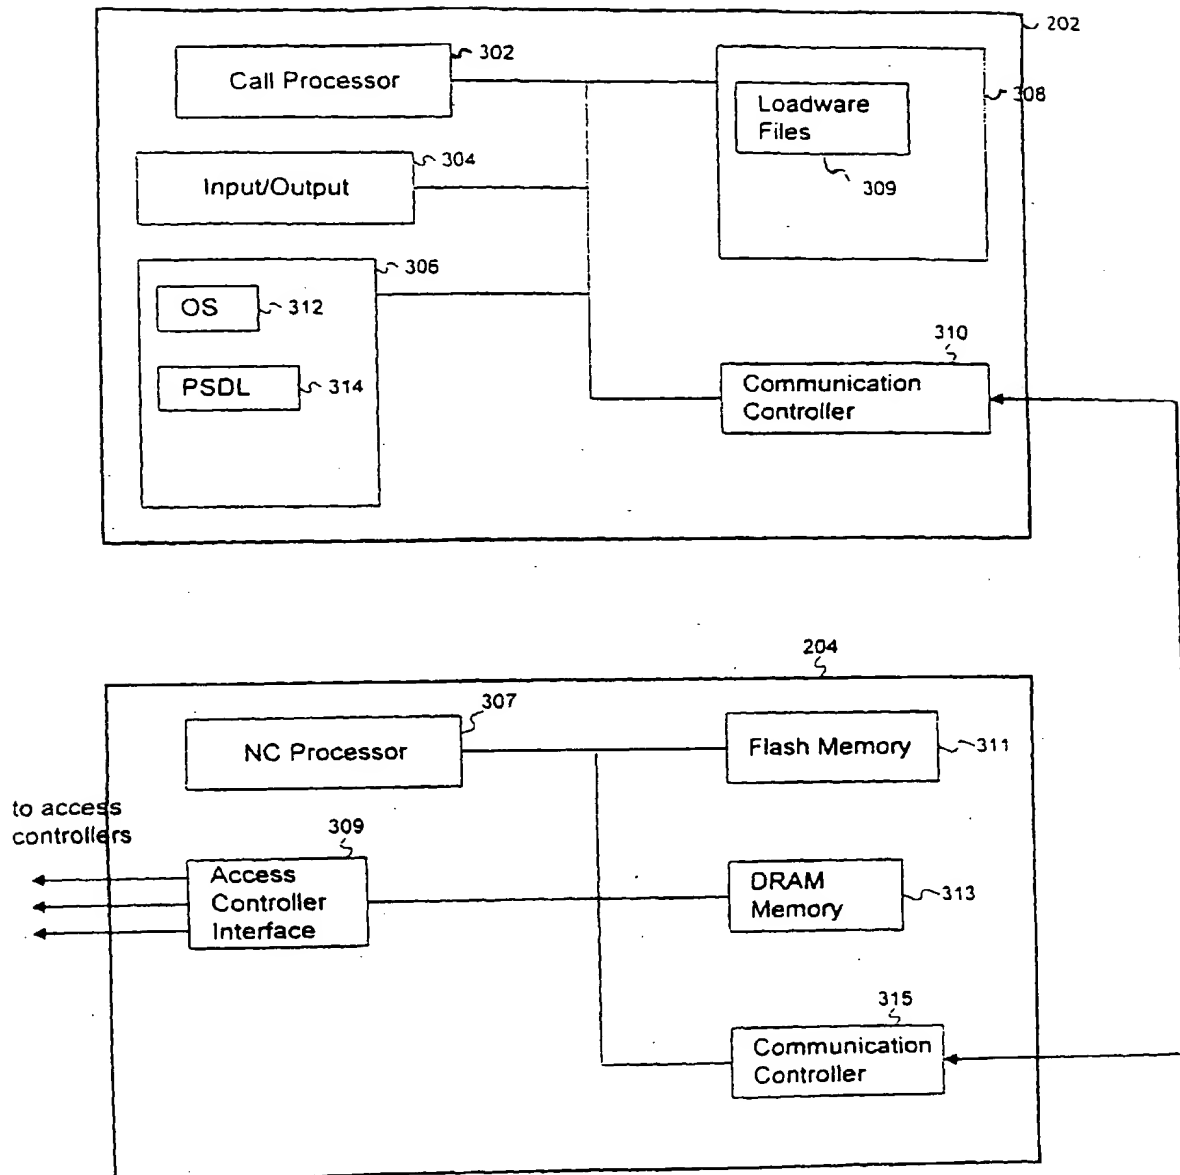 202
302
Call Processor
308
Loadware
Files
309
304
Input/Output
306
OS
312
PSDL
314
310
Communication
Controller
204
307
NC Processor
Flash Memory
311
to access
controllers
309
Access
Controller
Interface
DRAM
Memory
313
315
Communication
Controller